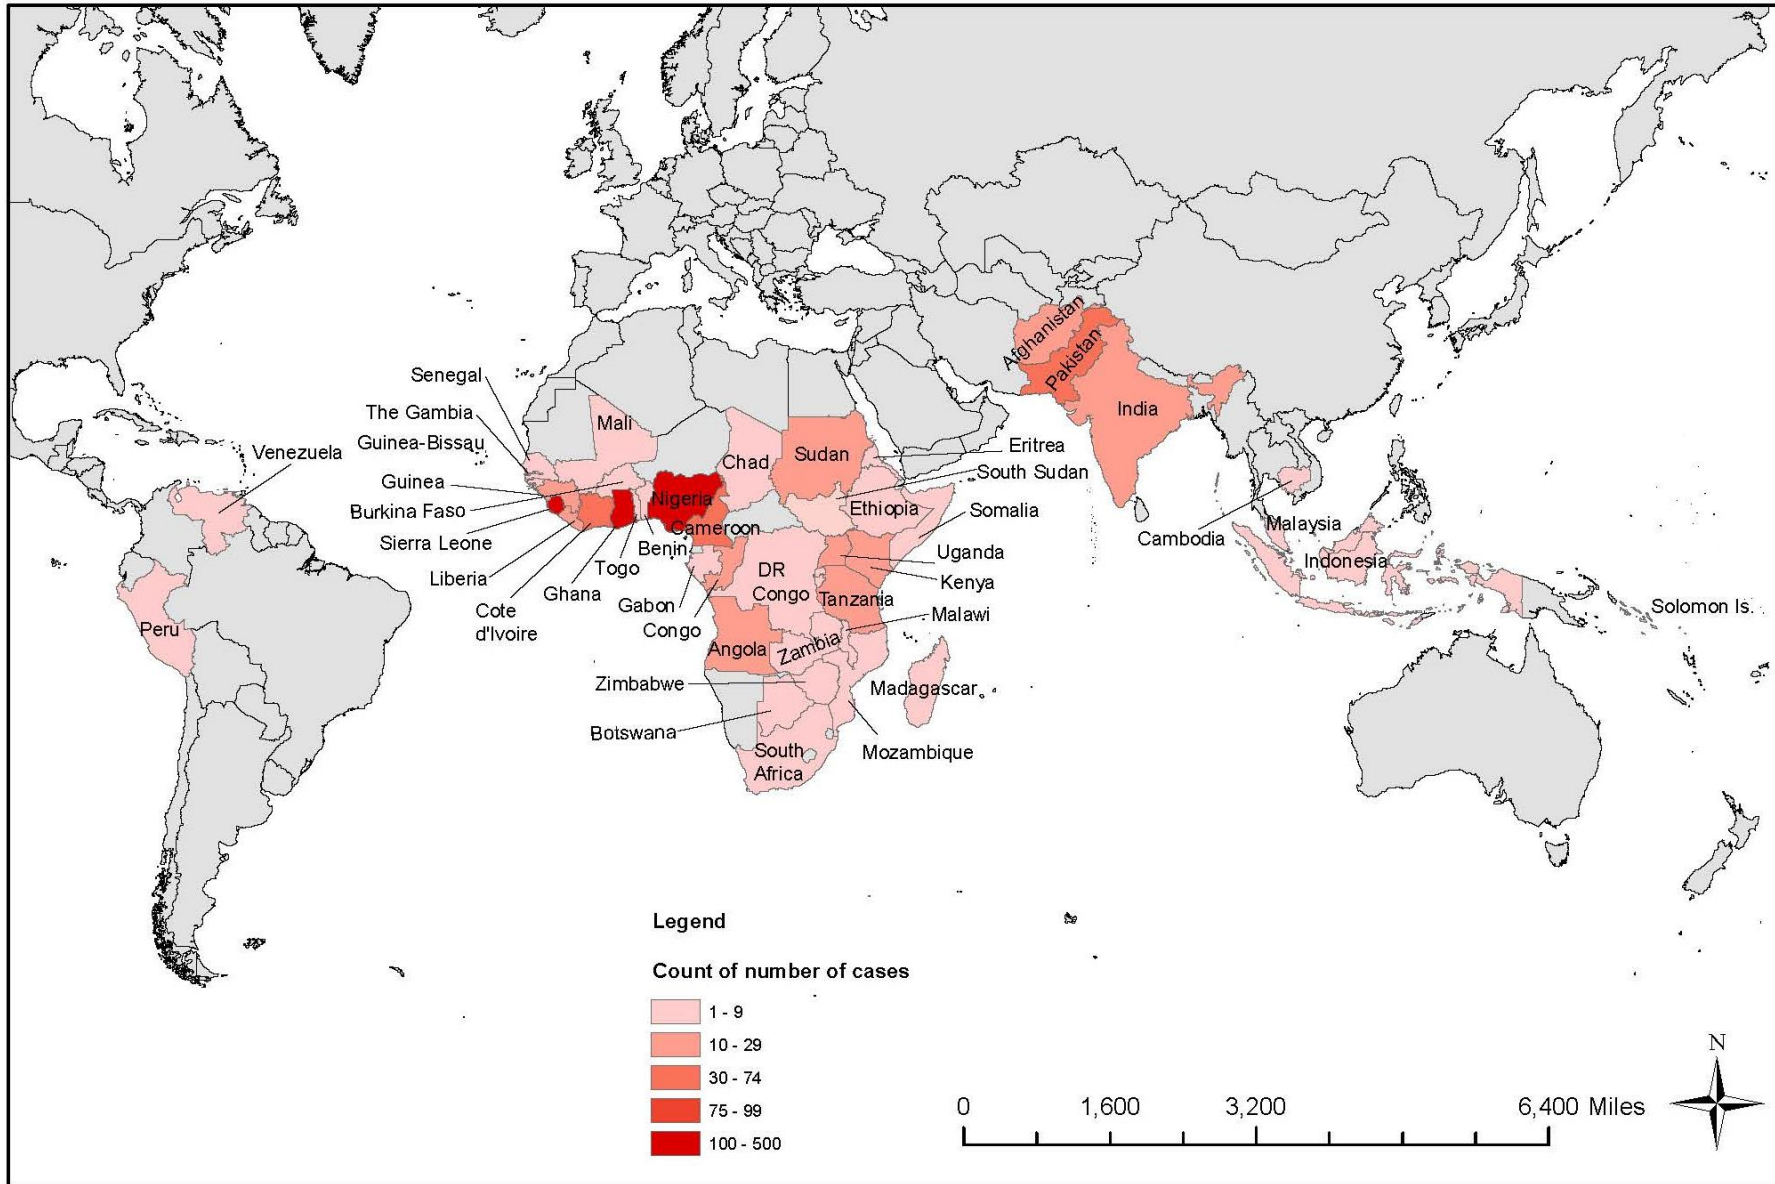 Senegal
The Gambia
Guinea-Bissau
Venezuela
Guinea
Burkina Faso
Sierra Leone
Liberia
Cote
d'Ivoire
Ghana
Togo
Benin
Mali
Nigeria
Cameroon
Chad
Sudan
Eritrea
South Sudan
Ethiopia
Somalia
Uganda
Kenya
DR
Congo
Tanzania
Malawi
Gabon
Congo
Angola
Zambia
Zimbabwe
Botswana
Madagascar
Mozambique
South
Africa
Peru
Afghanistan
Pakistan
India
Cambodia
Malaysia
Indonesia
Solomon Is.
Legend
Count of number of cases
1 - 9
10 - 29
30 - 74
75 - 99
100 - 500
0 1,600 3,200 6,400 Miles
N